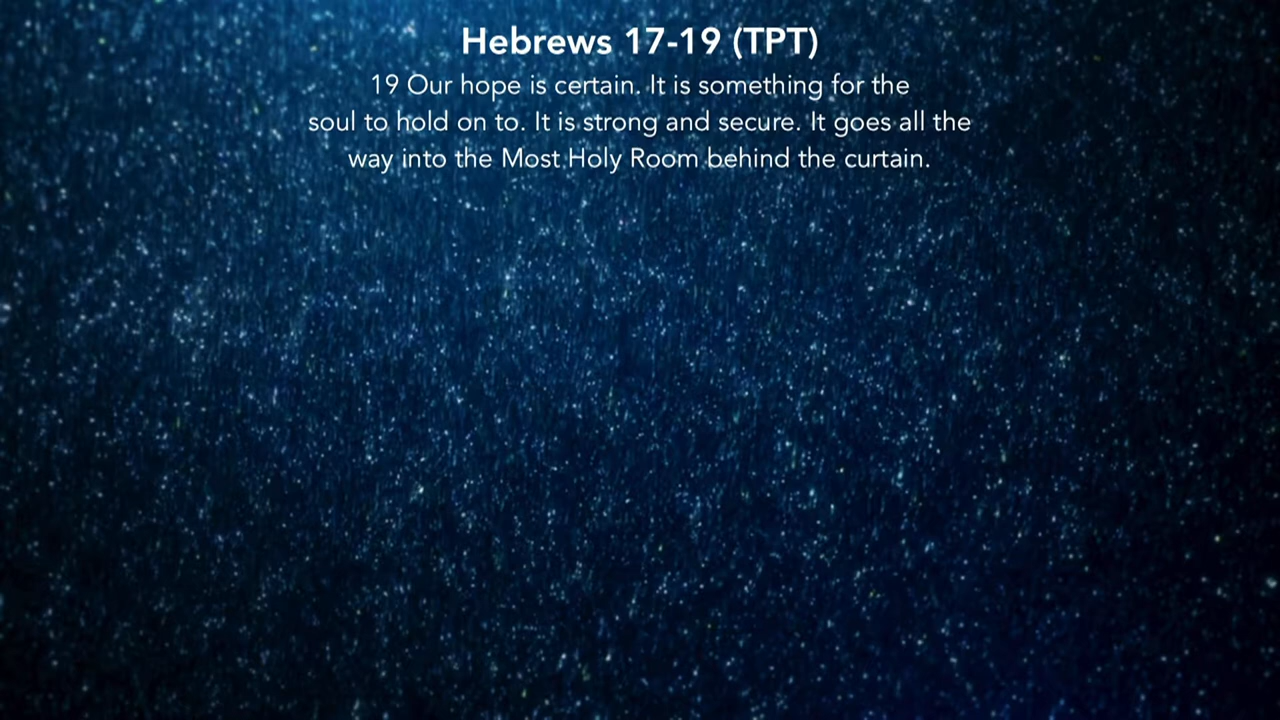 Hebrews 17-19 (TPT)
19 Our hope is certain. It is something for the
soul to hold on to. It is strong and secure. It goes all the
way into the Most Holy Room behind the curtain.